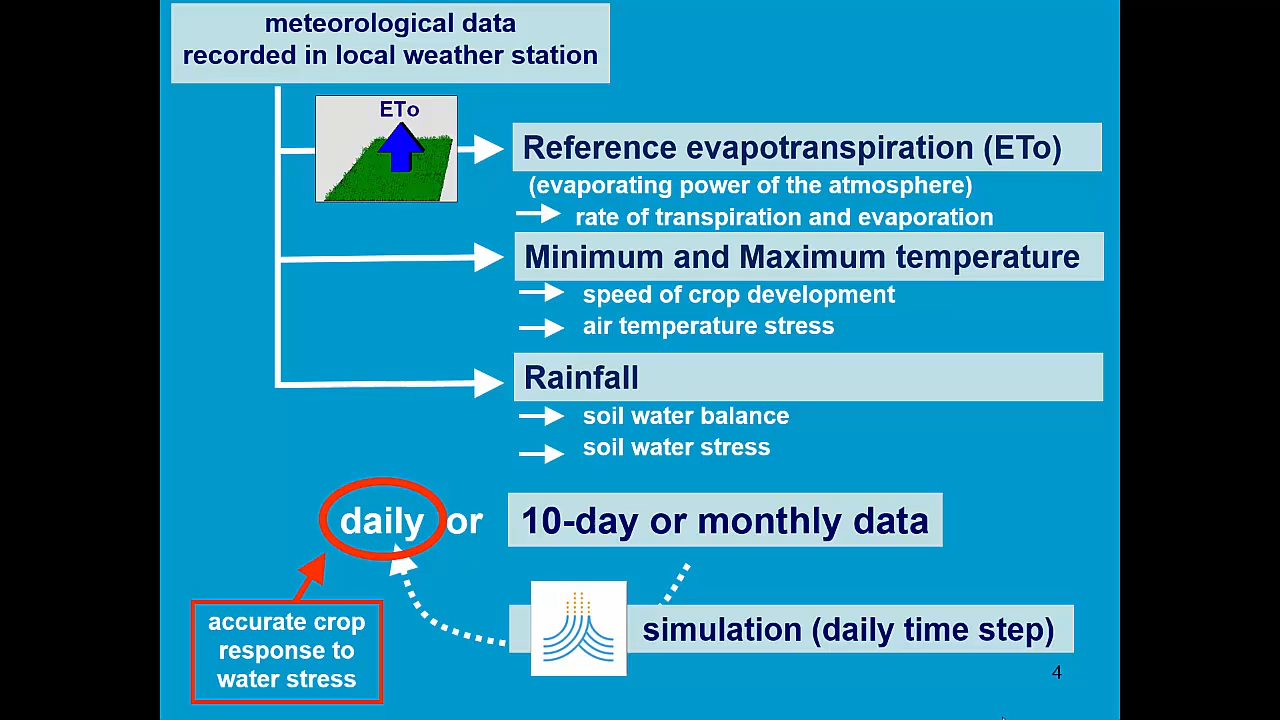 meteorological data
recorded in local weather station
ETo
Reference evapotranspiration (ETo)
(evaporating power of the atmosphere)
rate of transpiration and evaporation
Minimum and Maximum temperature
speed of crop development
air temperature stress
Rainfall
soil water balance
soil water stress
daily or 10-day or monthly data
simulation (daily time step)
accurate crop
response to
water stress
4